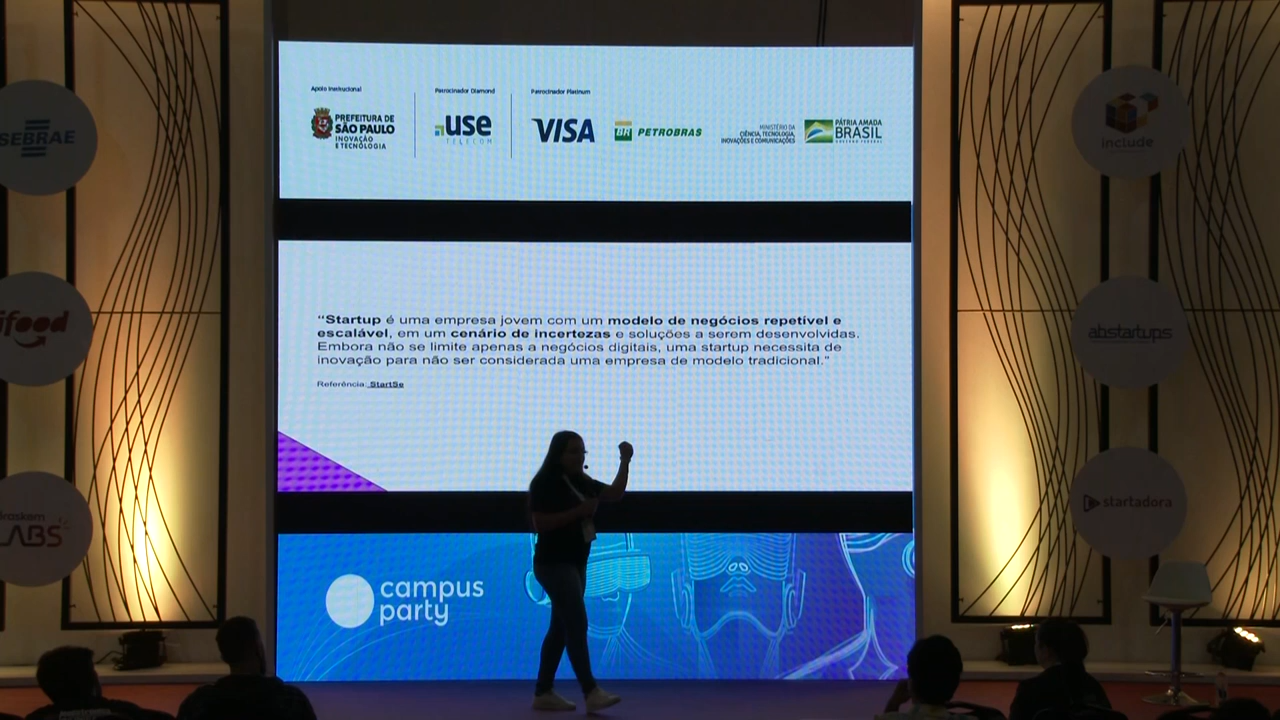 Apoio Institucional
PREFEITURA DE
SÃO PAULO
INOVAÇÃO
E TECNOLOGIA
Patrocinador Diamond
use
TELECOM
Patrocinador Platinum
VISA
BR PETROBRAS
MINISTÉRIO DA
CIÊNCIA, TECNOLOGIA,
INOVAÇÕES E COMUNICAÇÕES
PÁTRIA AMADA
BRASIL
GOVERNO FEDERAL
SEBRAE
ifood
braskem
LABS
include
abstartups
startadora
“Startup é uma empresa jovem com um modelo de negócios repetível e
escalável, em um cenário de incertezas e soluções a serem desenvolvidas.
Embora não se limite apenas a negócios digitais, uma startup necessita de
inovação para não ser considerada uma empresa de modelo tradicional.”
Referência: StartSe
campus
party